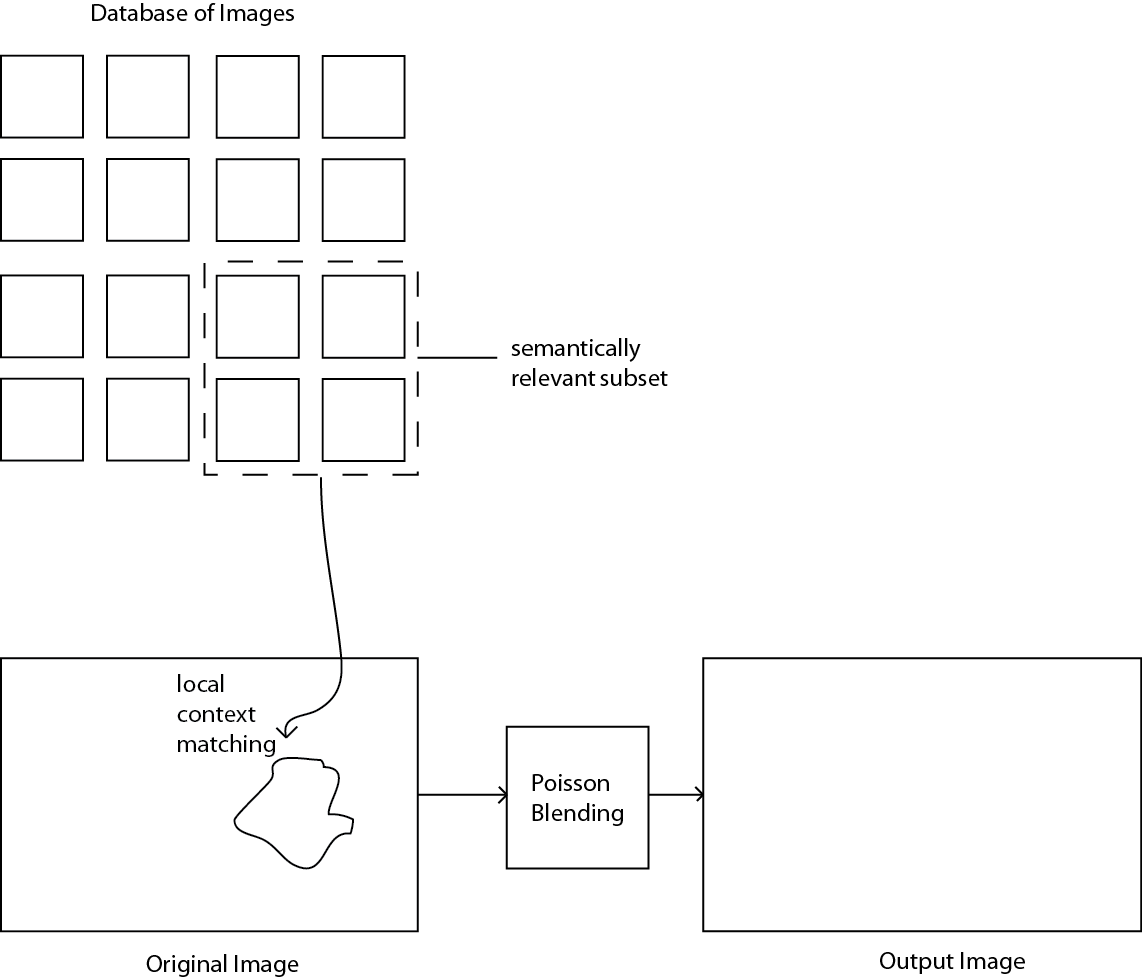 Database of Images
semantically
relevant subset
local
context
matching
Poisson
Blending
Original Image
Output Image